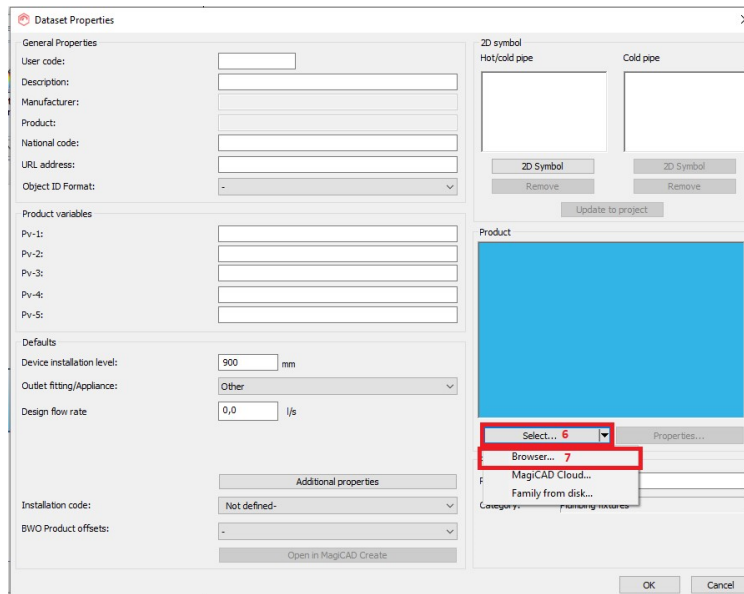 Dataset Properties
General Properties
User code:
Description:
Manufacturer:
Product:
National code:
URL address:
Object ID Format: -
Product variables
Pv-1:
Pv-2:
Pv-3:
Pv-4:
Pv-5:
Defaults
Device installation level: 900 mm
Outlet fitting/Appliance: Other
Design flow rate 0,0 l/s
Additional properties
Installation code: Not defined-
BWO Product offsets: -
Open in MagiCAD Create
2D symbol
Hot/cold pipe Cold pipe
2D Symbol 2D Symbol
Remove Remove
Update to project
Product
Select... 6 Properties...
Browser... 7
MagiCAD Cloud...
Family from disk...
Category: Plumbing fixtures
OK Cancel